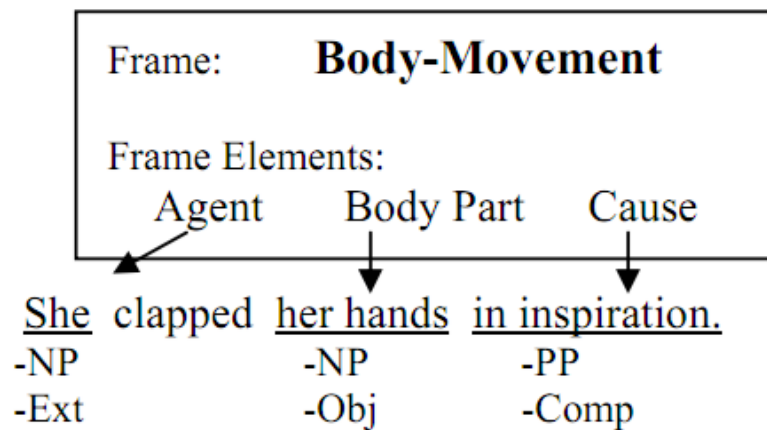 Frame: Body-Movement
Frame Elements:
Agent Body Part Cause
She clapped her hands in inspiration.
-NP -NP -PP
-Ext -Obj -Comp